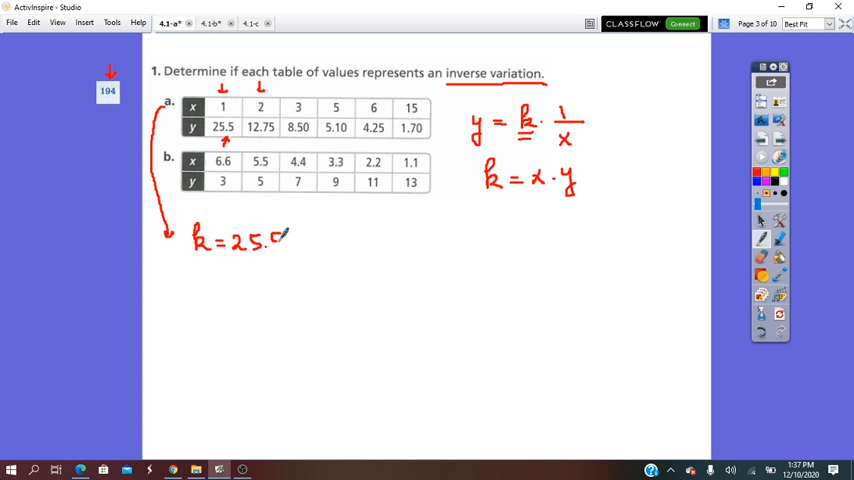 ActivInspire - Studio
File Edit View Insert Tools Help
4.1-a* 4.1-b* 4.1-c
CLASSFLOW Connect
Page 3 of 10
Best Fit
194
1. Determine if each table of values represents an inverse variation.
a.
x 1 2 3 5 6 15
y 25.5 12.75 8.50 5.10 4.25 1.70
b.
x 6.6 5.5 4.4 3.3 2.2 1.1
y 3 5 7 9 11 13
y = k · 1/x
k = x · y
k = 25.5
1:37 PM
12/10/2020